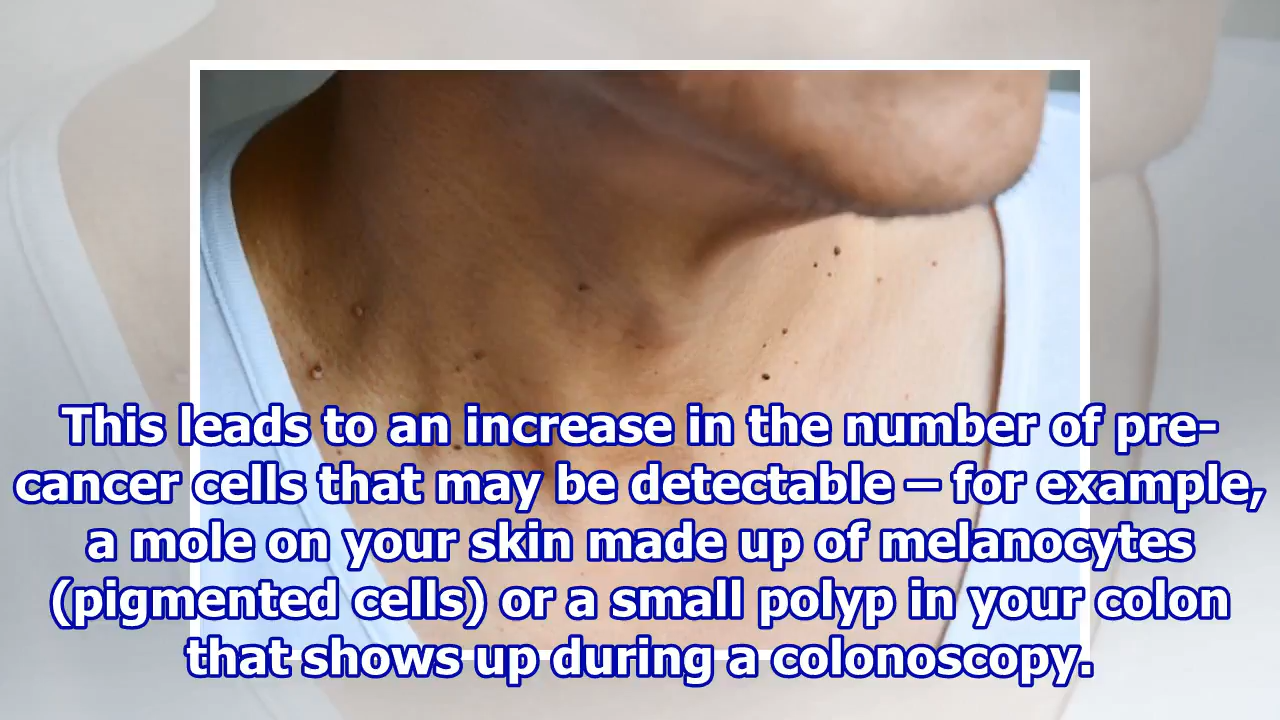 This leads to an increase in the number of pre-
cancer cells that may be detectable – for example,
a mole on your skin made up of melanocytes
(pigmented cells) or a small polyp in your colon
that shows up during a colonoscopy.